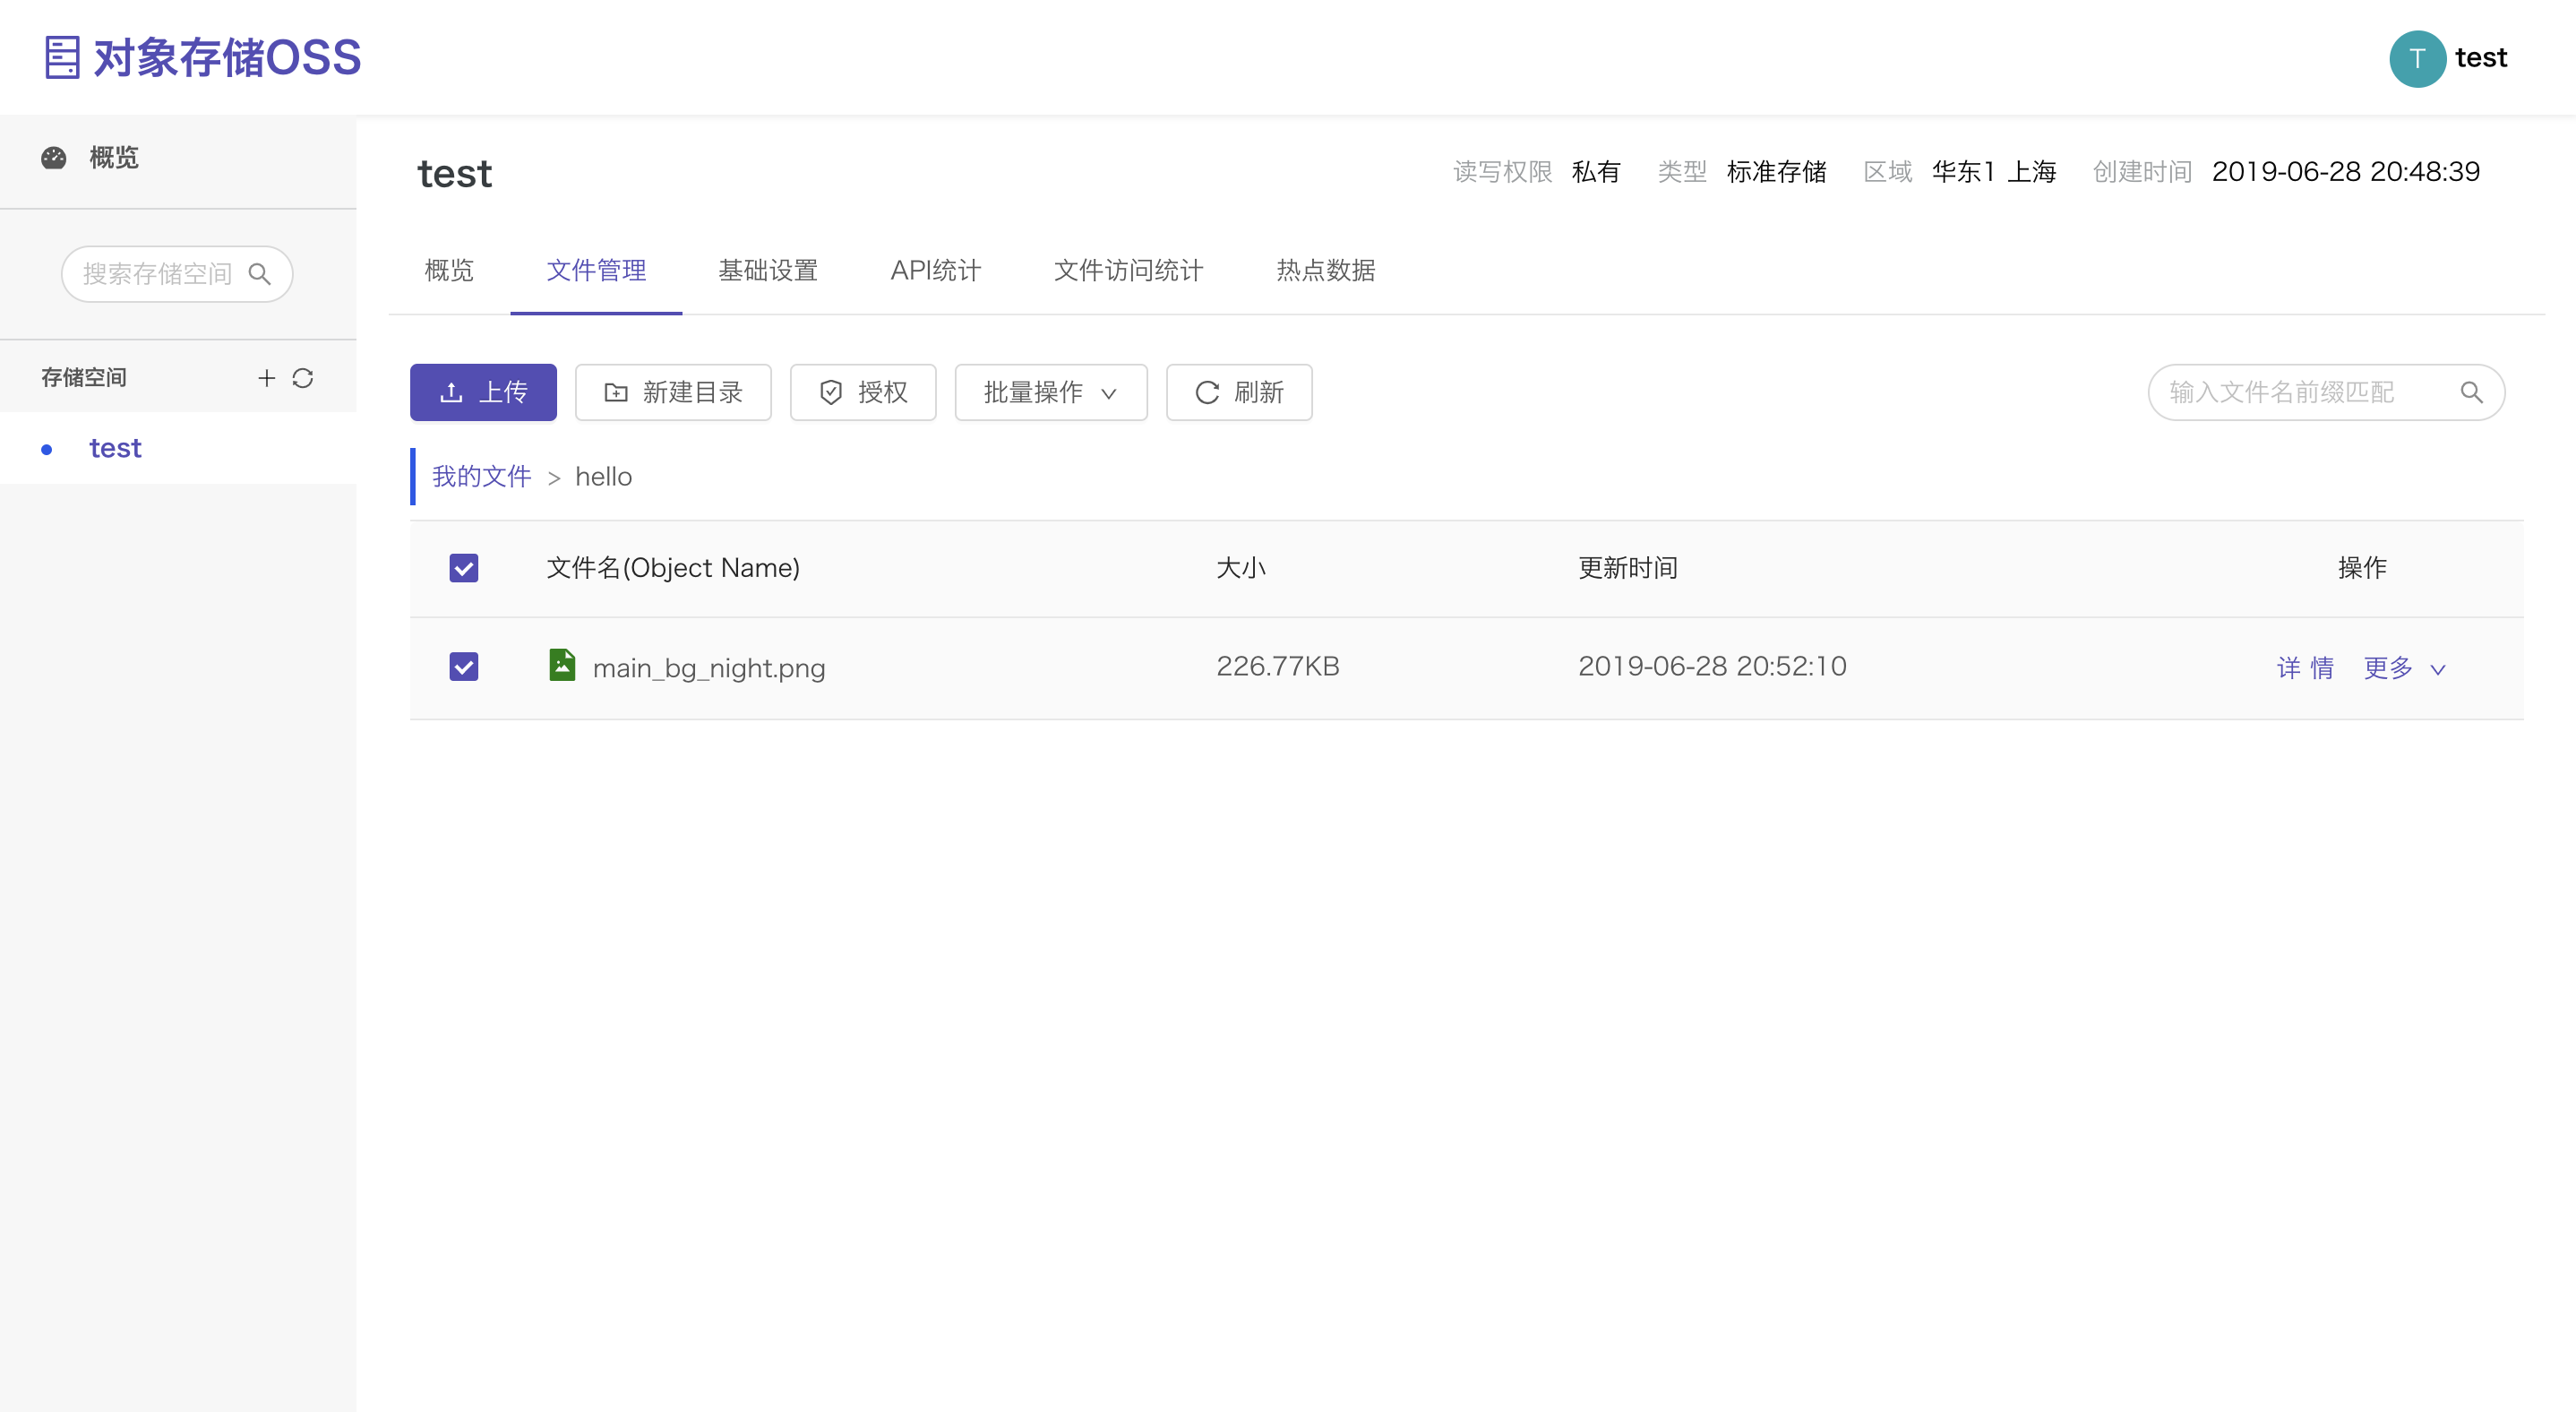 对象存储OSS
T test
概览
搜索存储空间
存储空间
test
test
读写权限 私有 类型 标准存储 区域 华东1 上海 创建时间 2019-06-28 20:48:39
概览 文件管理 基础设置 API统计 文件访问统计 热点数据
上传 新建目录 授权 批量操作 刷新 输入文件名前缀匹配
我的文件 > hello
文件名(Object Name) 大小 更新时间 操作
main_bg_night.png 226.77KB 2019-06-28 20:52:10 详 情 更多